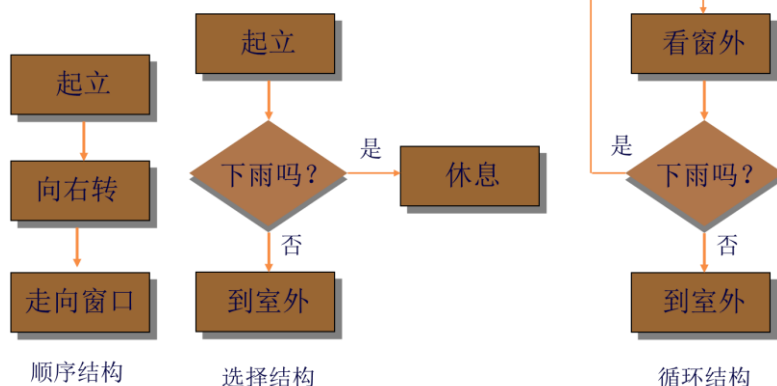 起立
向右转
走向窗口
顺序结构
起立
下雨吗?
是
休息
否
到室外
选择结构
看窗外
是
下雨吗?
否
到室外
循环结构